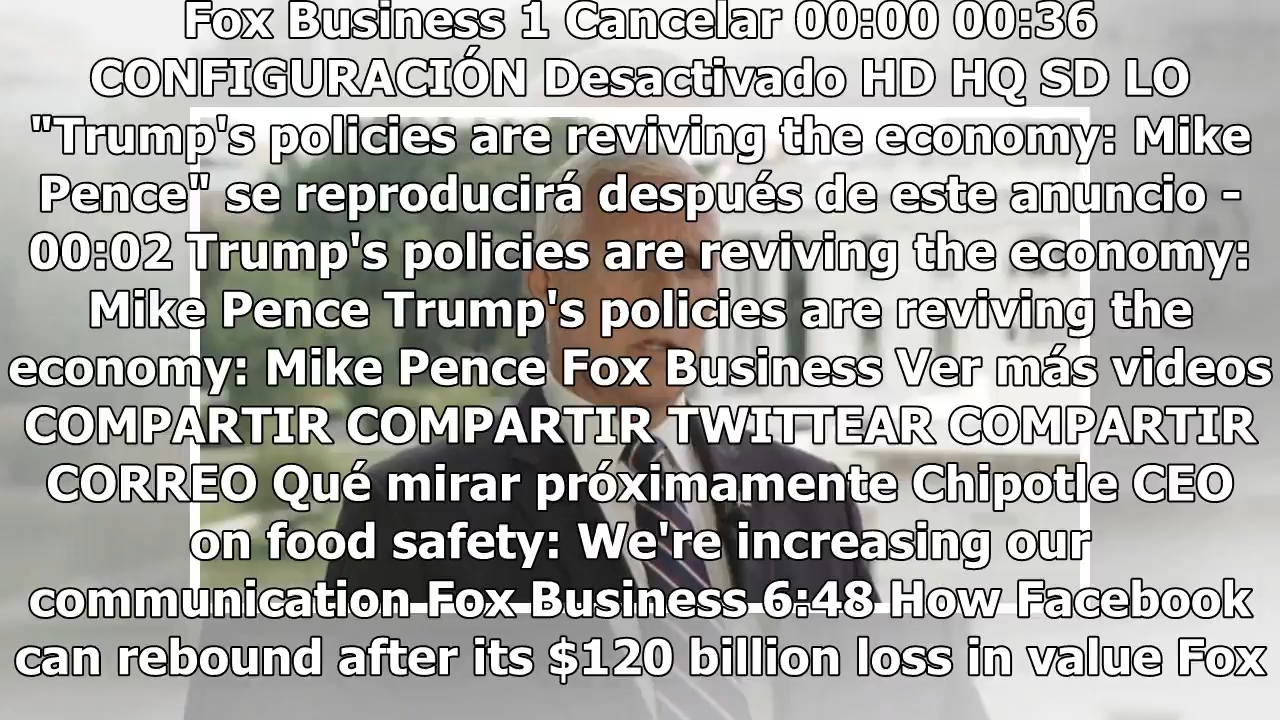 Fox Business 1 Cancelar 00:00 00:36
CONFIGURACIÓN Desactivado HD HQ SD LO
"Trump's policies are reviving the economy: Mike
Pence" se reproducirá después de este anuncio -
00:02 Trump's policies are reviving the economy:
Mike Pence Trump's policies are reviving the
economy: Mike Pence Fox Business Ver más videos
COMPARTIR COMPARTIR TWITTEAR COMPARTIR
CORREO Qué mirar próximamente Chipotle CEO
on food safety: We're increasing our
communication Fox Business 6:48 How Facebook
can rebound after its $120 billion loss in value Fox